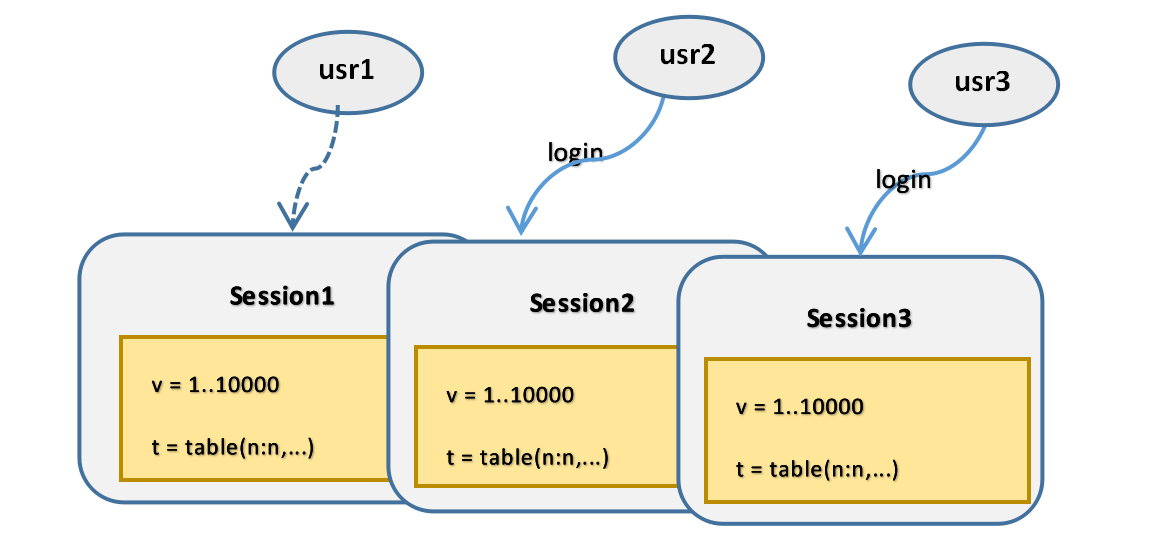 usr1
usr2
usr3
login
login
Session1
v = 1..10000
t = table(n:n,...)
Session2
v = 1..10000
t = table(n:n,...)
Session3
v = 1..10000
t = table(n:n,...)